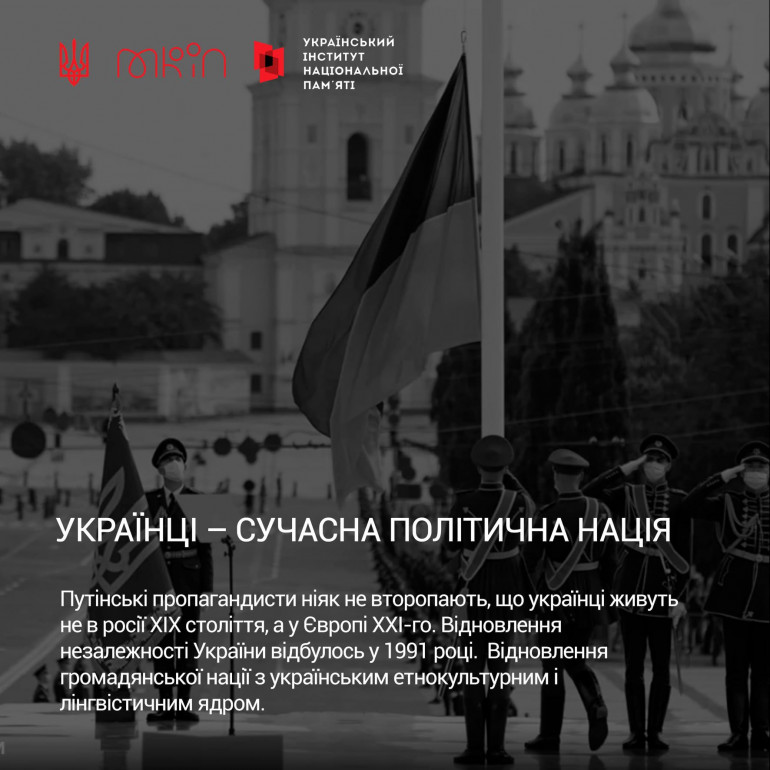 МКІП
УКРАЇНСЬКИЙ
ІНСТИТУТ
НАЦІОНАЛЬНОЇ
ПАМ'ЯТІ
УКРАЇНЦІ – СУЧАСНА ПОЛІТИЧНА НАЦІЯ
Путінські пропагандисти ніяк не второпають, що українці живуть
не в росії XIX століття, а у Європі XXI-го. Відновлення
незалежності України відбулось у 1991 році.  Відновлення
громадянської нації з українським етнокультурним і
лінгвістичним ядром.